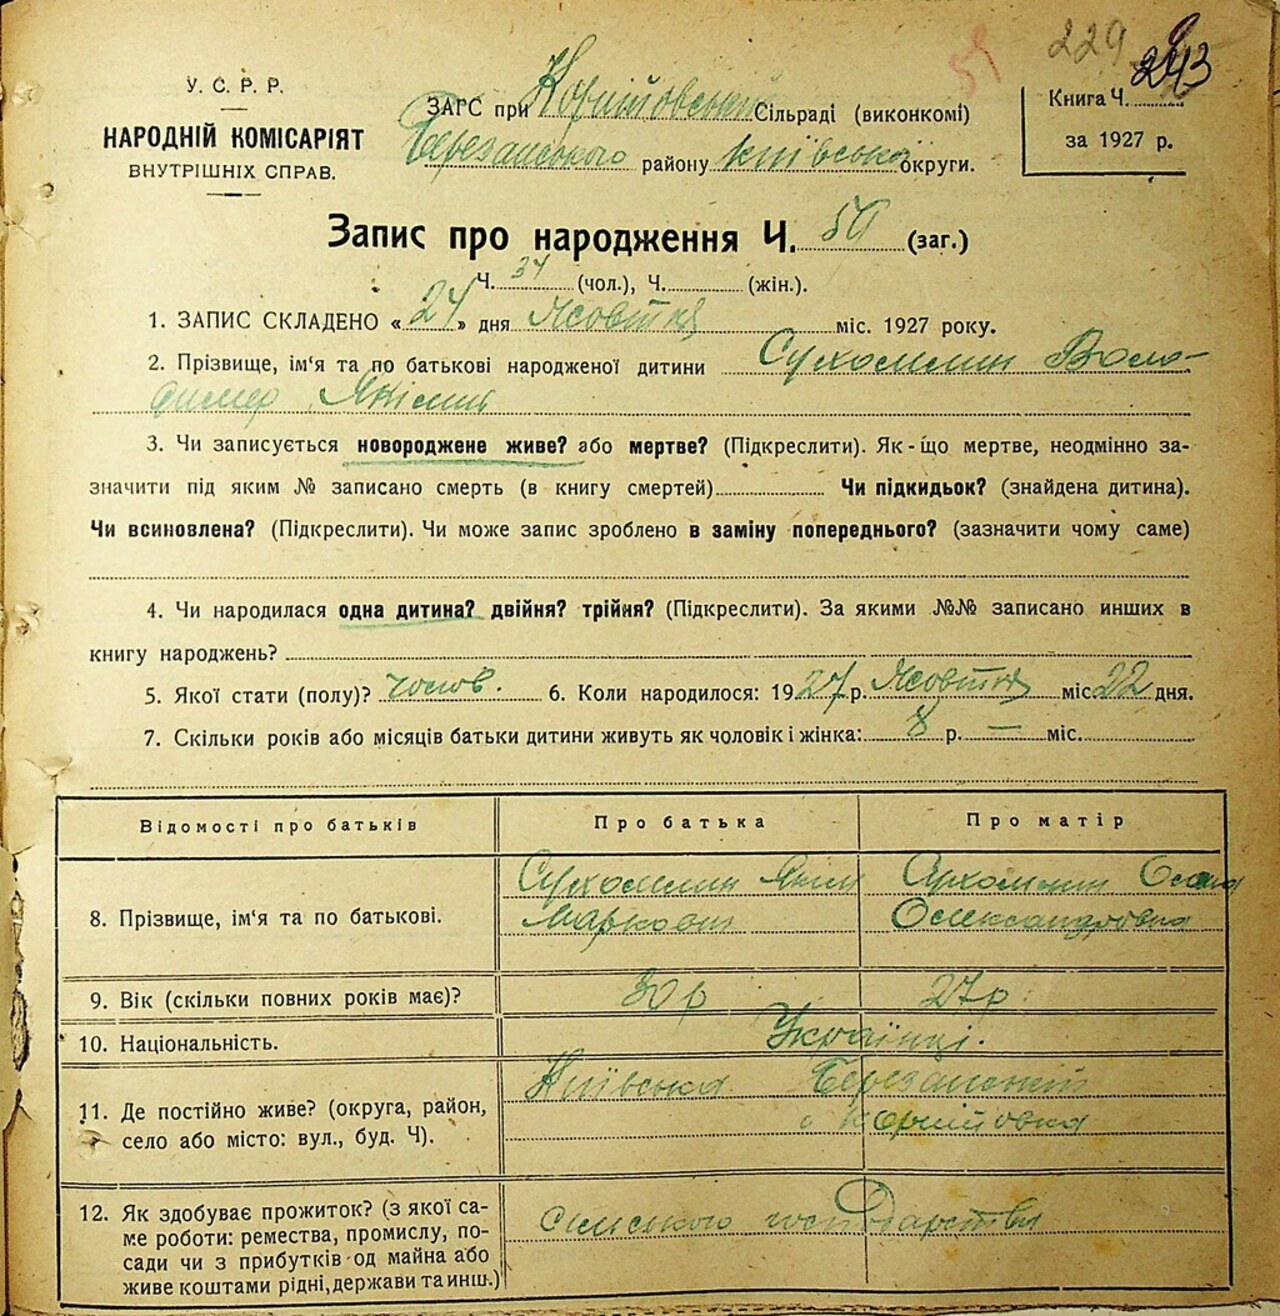 229
243
59
У. С. Р. Р.
НАРОДНІЙ КОМІСАРІЯТ
ВНУТРІШНІХ СПРАВ.
ЗАГС при Корніївській Сільраді (виконкомі)
Березанського району Київської округи.
Книга Ч.
за 1927 р.
Запис про народження Ч. 59 (заг.)
Ч. 34 (чол.), Ч. (жін.).
1. ЗАПИС СКЛАДЕНО « 24 » дня Жовтня міс. 1927 року.
2. Прізвище, ім'я та по батькові народженої дитини Сухомлин Воло-
димер Якімов
3. Чи записується новороджене живе? або мертве? (Підкреслити). Як-що мертве, неодмінно за-
значити під яким № записано смерть (в книгу смертей) Чи підкидьок? (знайдена дитина).
Чи всиновлена? (Підкреслити). Чи може запис зроблено в заміну попереднього? (зазначити чому саме)
4. Чи народилася одна дитина? двійня? трійня? (Підкреслити). За якими №№ записано инших в
книгу народжень?
5. Якої стати (полу)? чолов. 6. Коли народилося: 1927 р. Жовтня міс 22 дня.
7. Скільки років або місяців батьки дитини живуть як чоловік і жінка: 8 р. — міс.
Відомості про батьків Про батька Про матір
8. Прізвище, ім'я та по батькові. Сухомлин Якім Маркович Сухомлин
Олександрівна
9. Вік (скільки повних років має)? 30 р 27 р.
10. Національність. Українці.
11. Де постійно живе? (округа, район,
село або місто: вул., буд. Ч). Київська Березанський
с Корніївка
12. Як здобуває прожиток? (з якої са-
ме роботи: ремества, промислу, по-
сади чи з прибутків од майна або
живе коштами рідні, держави та инш.)
сільського господарства